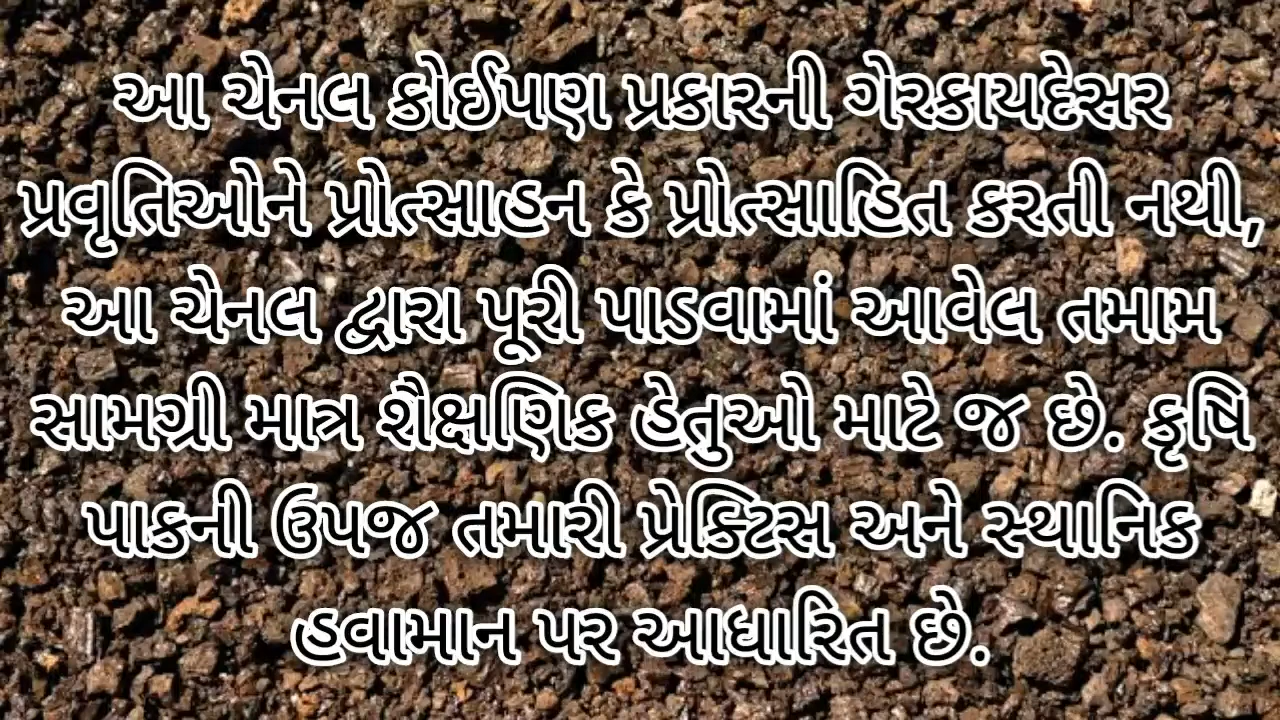 આ ચેનલ કોઈપણ પ્રકારની ગેરકાયદેસર
પ્રવૃતિઓને પ્રોત્સાહન કે પ્રોત્સાહિત કરતી નથી,
આ ચેનલ દ્વારા પૂરી પાડવામાં આવેલ તમામ
સામગ્રી માત્ર શૈક્ષણિક હેતુઓ માટે જ છે. કૃષિ
પાકની ઉપજ તમારી પ્રેક્ટિસ અને સ્થાનિક
હવામાન પર આધારિત છે.